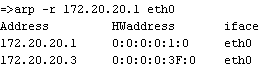 =>arp -r 172.20.20.1 eth0
Address HWaddress iface
172.20.20.1 0:0:0:0:1:0 eth0
172.20.20.3 0:0:0:0:3F:0 eth0